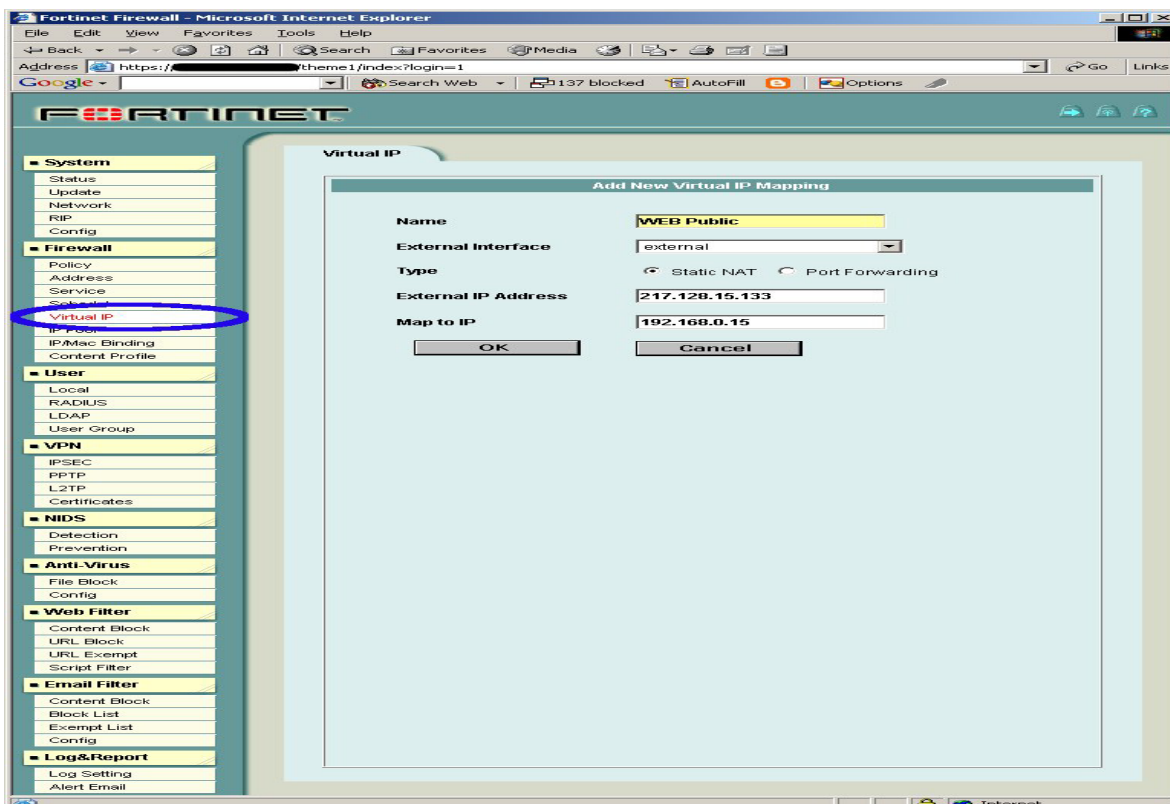 Fortinet Firewall - Microsoft Internet Explorer
File Edit View Favorites Tools Help
Back Search Favorites Media
Address https:// /theme1/index?login=1 Go Links
Google Search Web 137 blocked AutoFill Options
FORTINET
Virtual IP
System
Status
Update
Network
RIP
Config
Firewall
Policy
Address
Service
Virtual IP
IP Pool
IP/Mac Binding
Content Profile
User
Local
RADIUS
LDAP
User Group
VPN
IPSEC
PPTP
L2TP
Certificates
NIDS
Detection
Prevention
Anti-Virus
File Block
Config
Web Filter
Content Block
URL Block
URL Exempt
Script Filter
Email Filter
Content Block
Block List
Exempt List
Config
Log&Report
Log Setting
Alert Email
Add New Virtual IP Mapping
Name WEB Public
External Interface external
Type Static NAT Port Forwarding
External IP Address 217.128.15.133
Map to IP 192.168.0.15
OK Cancel
Internet